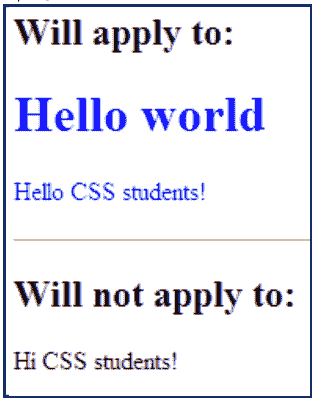 Will apply to:
Hello world
Hello CSS students!
Will not apply to:
Hi CSS students!